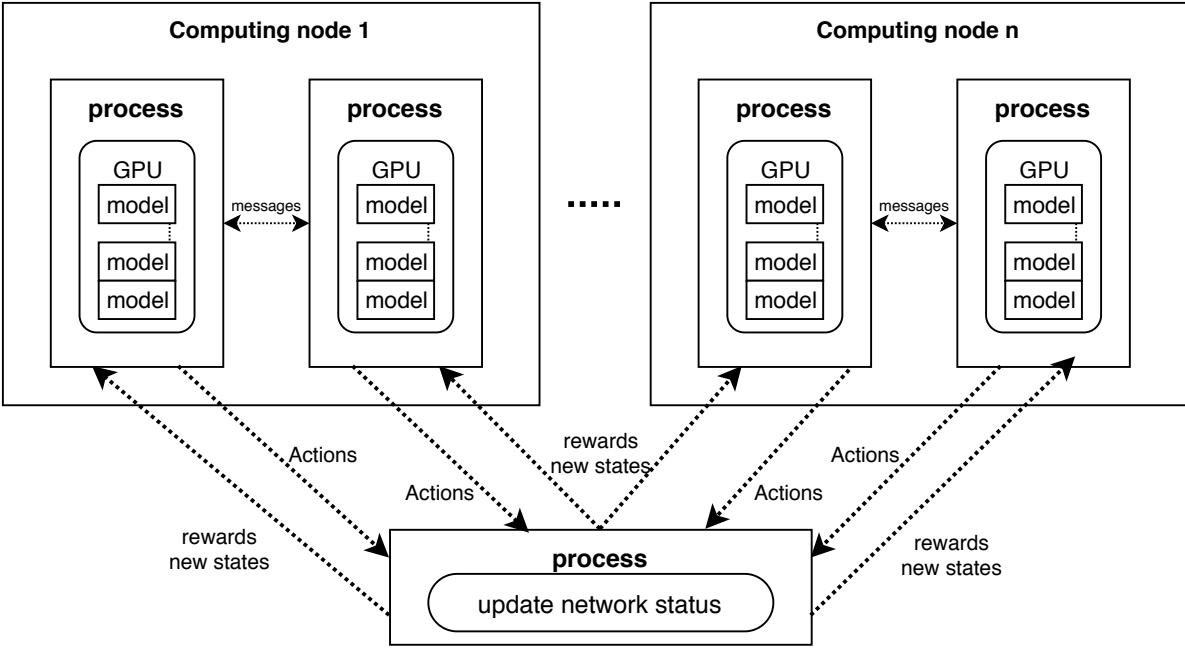 Computing node 1
process
GPU
model
model
model
messages
process
GPU
model
model
model
.....
Computing node n
process
GPU
model
model
model
messages
process
GPU
model
model
model
Actions
rewards
new states
Actions
rewards
new states
Actions
Actions
rewards
new states
process
update network status